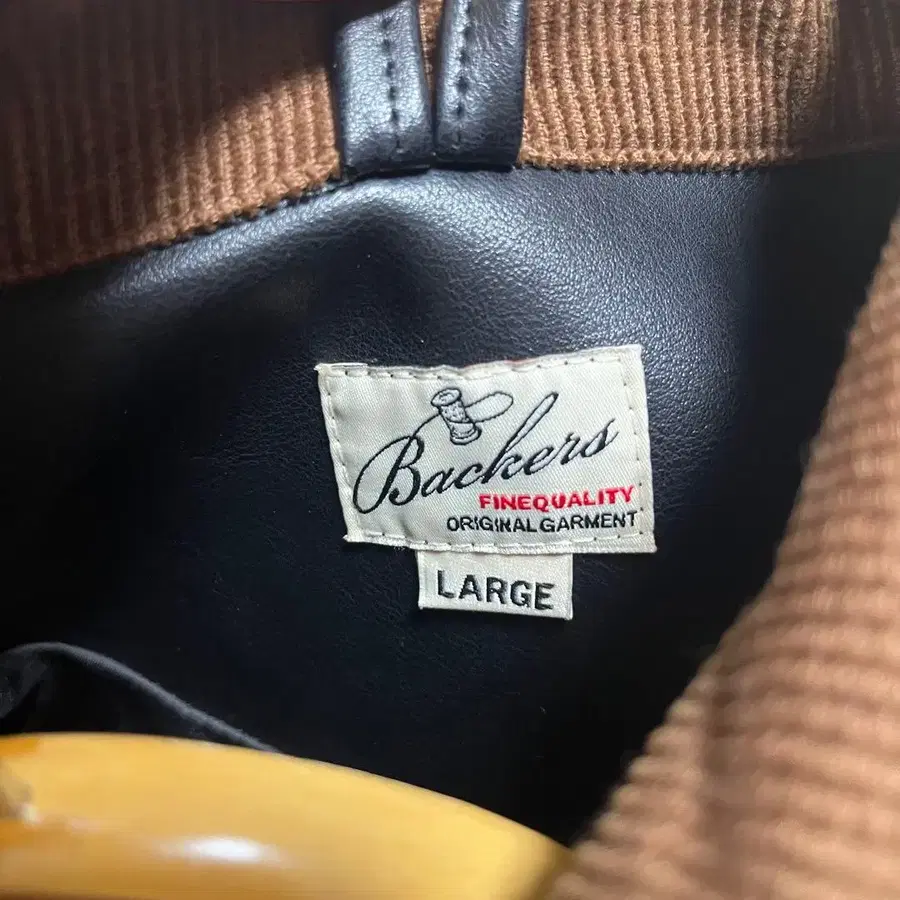 Backers
FINEQUALITY
ORIGINAL GARMENT
LARGE